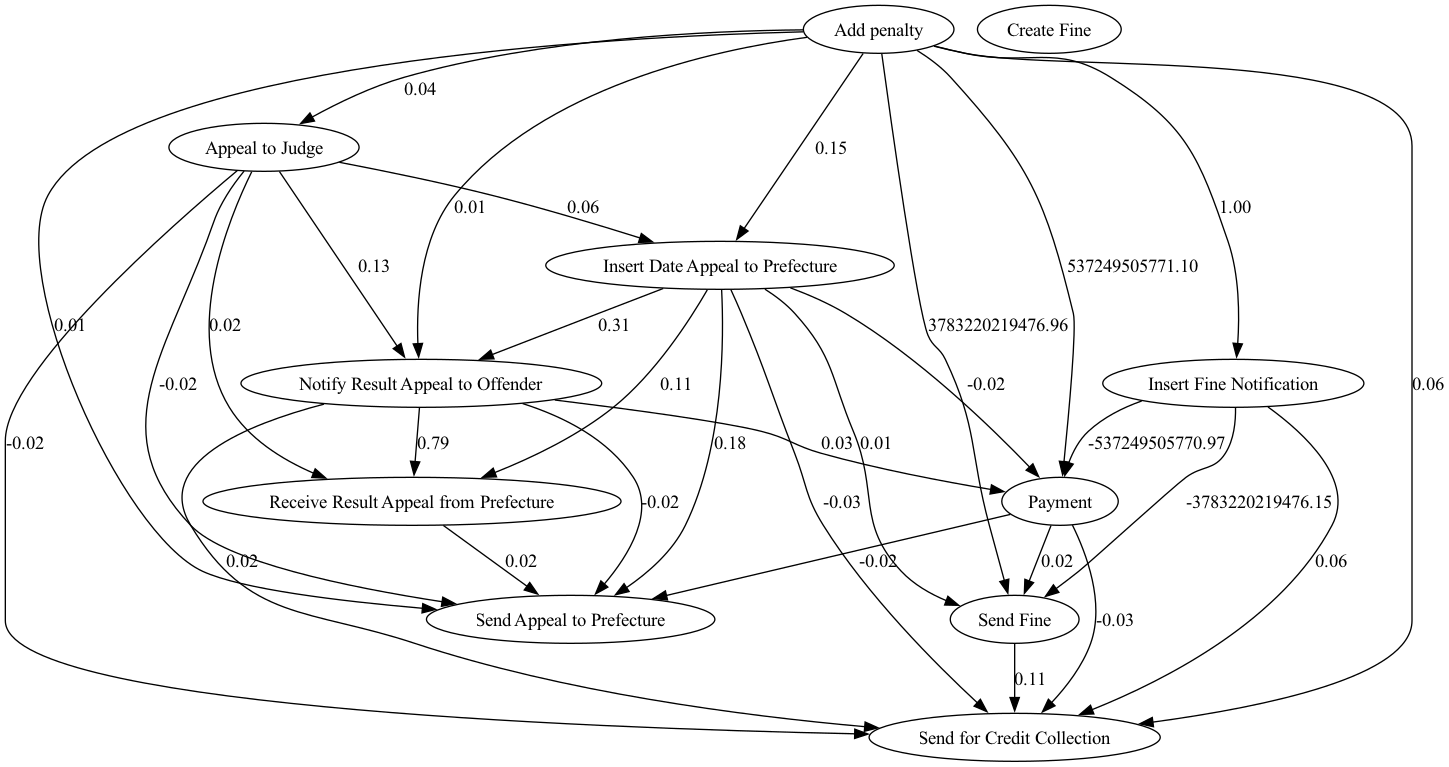 Add penalty
Create Fine
0.04
Appeal to Judge
0.15
0.01
0.06
1.00
0.13
Insert Date Appeal to Prefecture
537249505771.10
0.01
0.02
0.31
3783220219476.96
-0.02
Notify Result Appeal to Offender
0.11
-0.02
Insert Fine Notification
0.06
-0.02
0.79
0.18
0.03
0.01
-537249505770.97
Receive Result Appeal from Prefecture
-0.02
-0.03
Payment
-3783220219476.15
0.02
0.02
-0.02
0.02
0.06
Send Appeal to Prefecture
Send Fine
-0.03
0.11
Send for Credit Collection